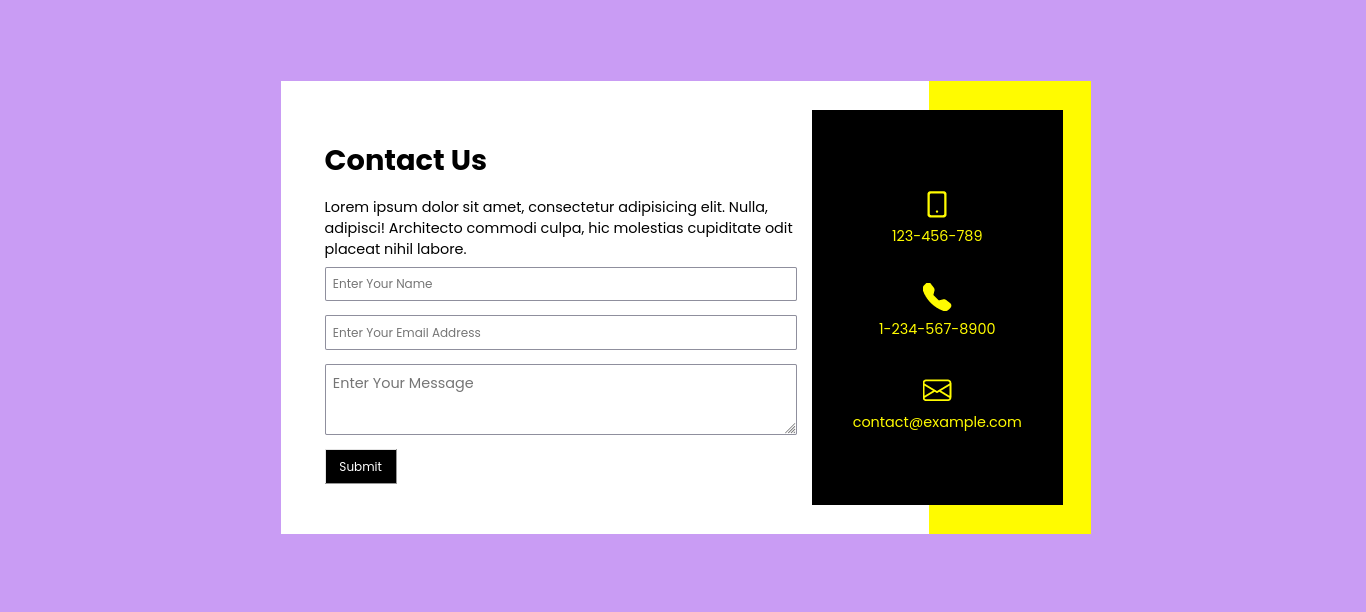 Contact Us
Lorem ipsum dolor sit amet, consectetur adipisicing elit. Nulla,
adipisci! Architecto commodi culpa, hic molestias cupiditate odit
placeat nihil labore.
Enter Your Name
Enter Your Email Address
Enter Your Message
Submit
123-456-789
1-234-567-8900
contact@example.com